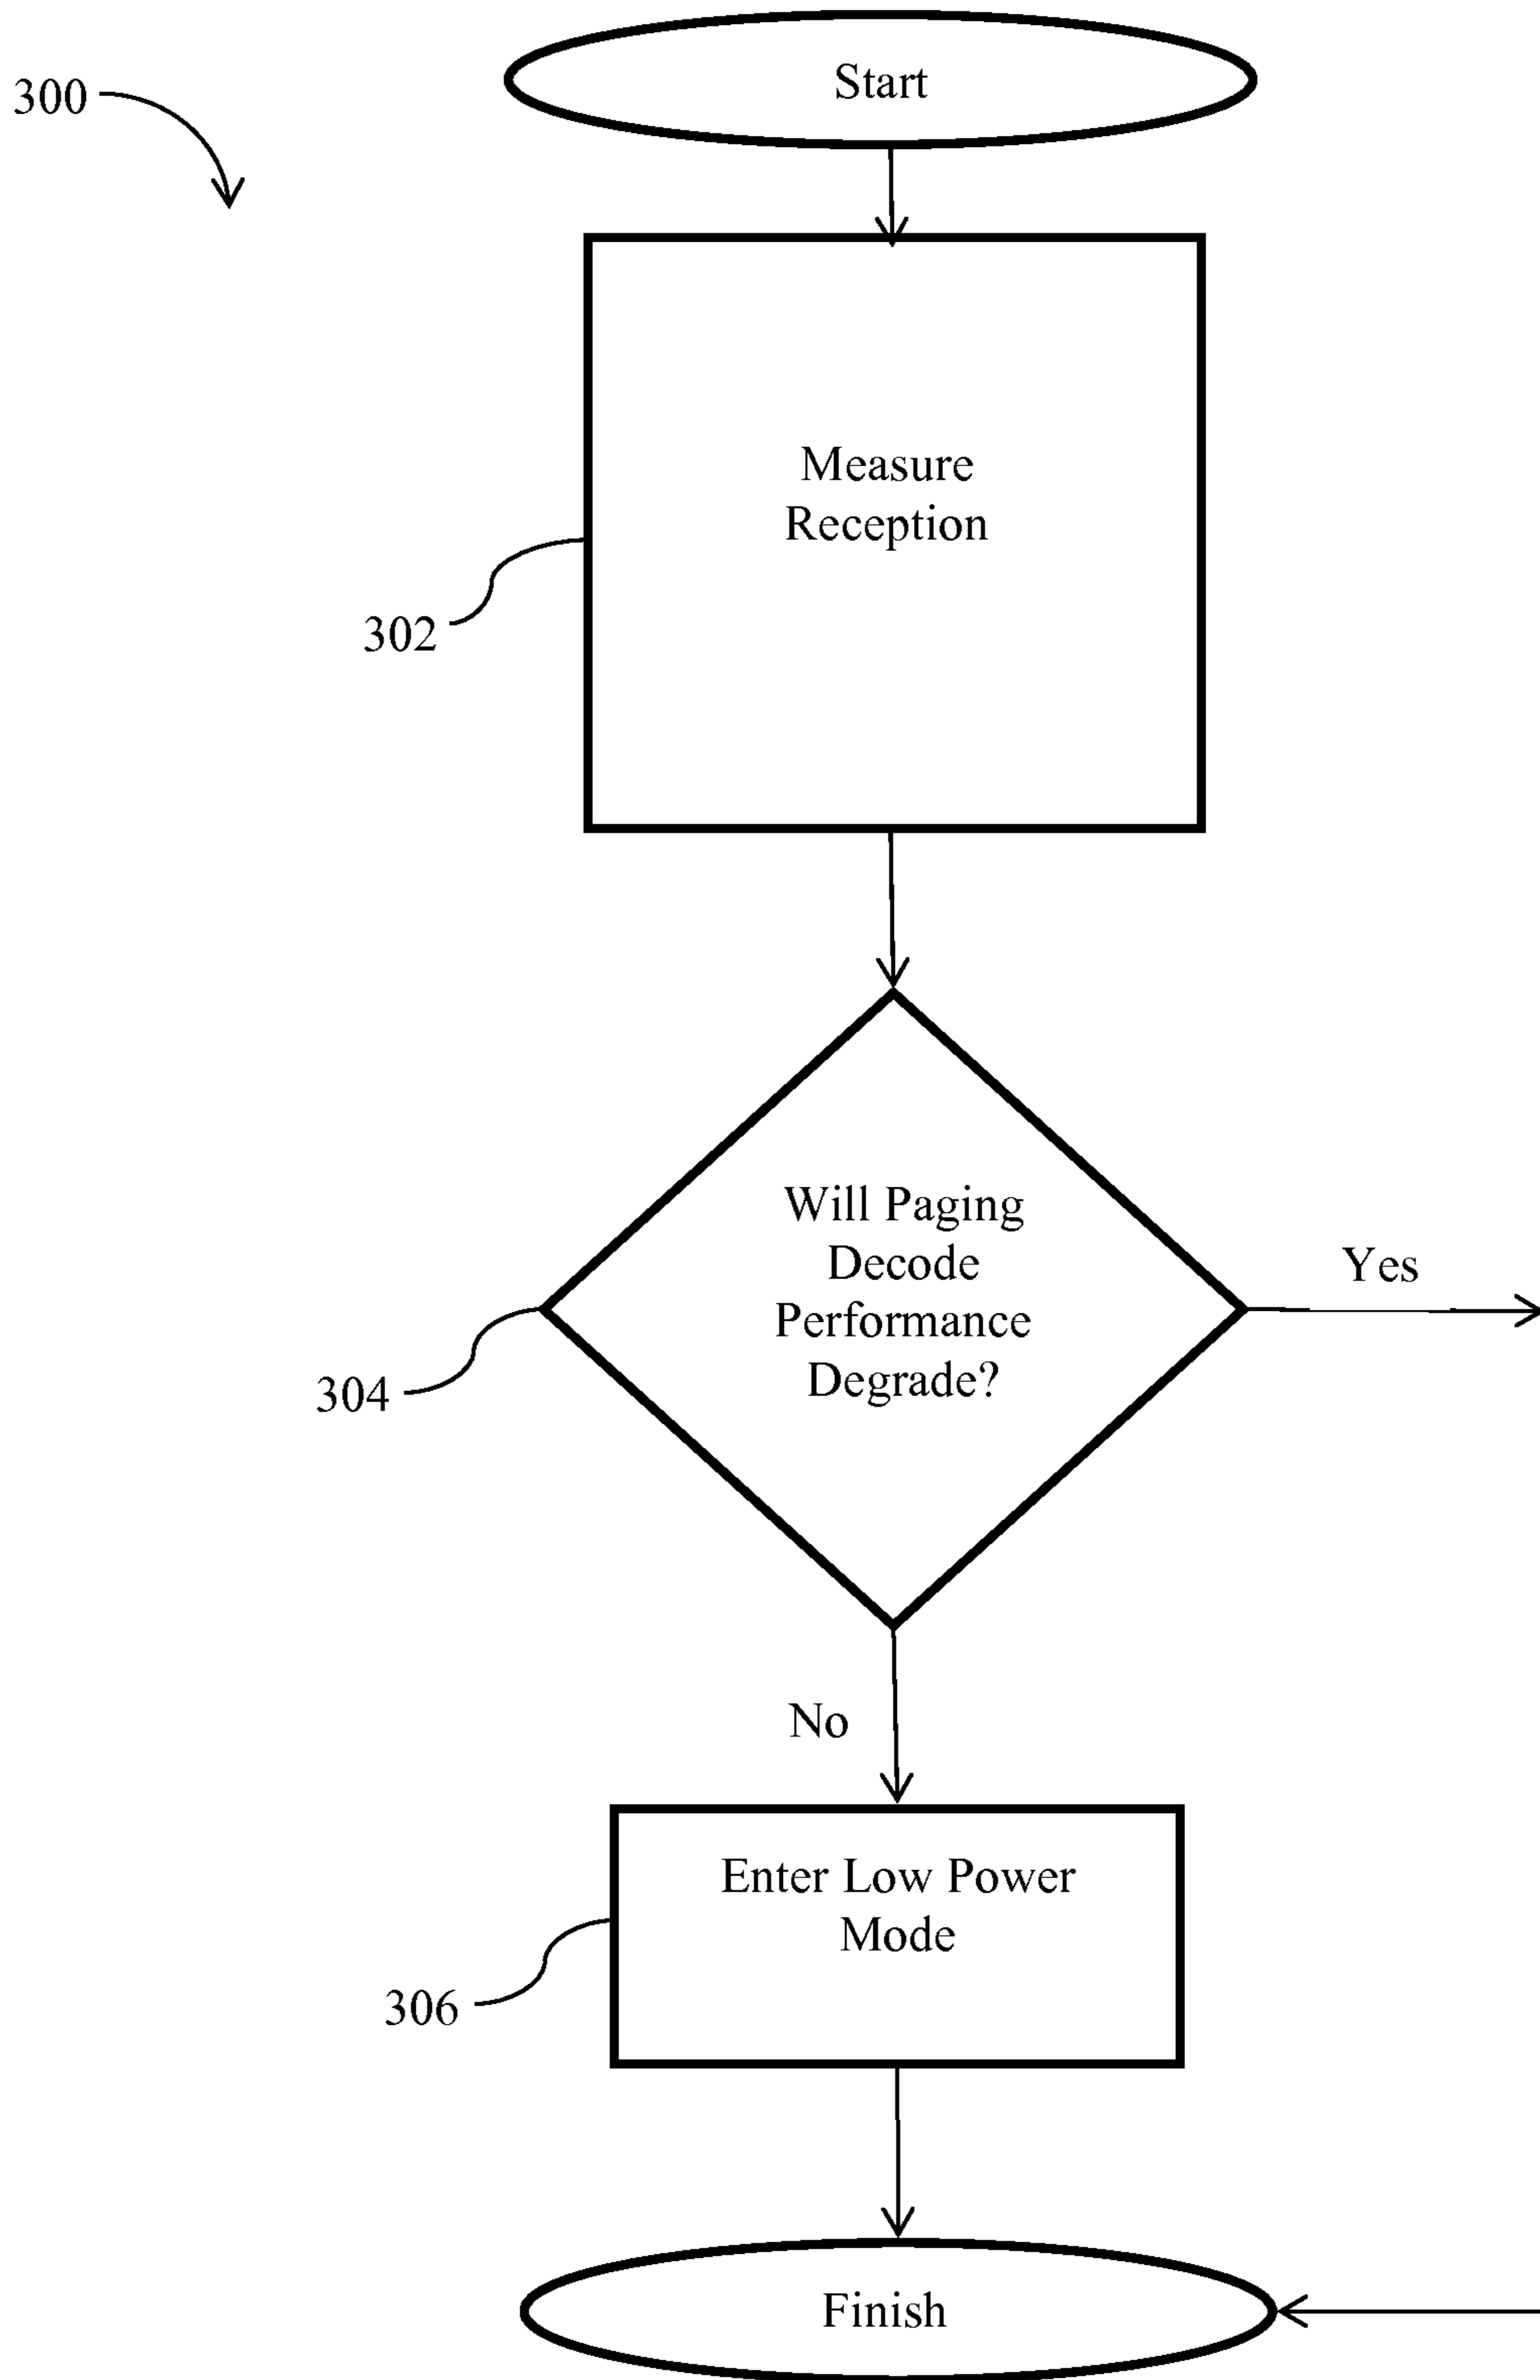 Start
300
Measure
Reception
302
Will Paging
Decode
Performance
Degrade?
Yes
304
No
Enter Low Power
Mode
306
Finish